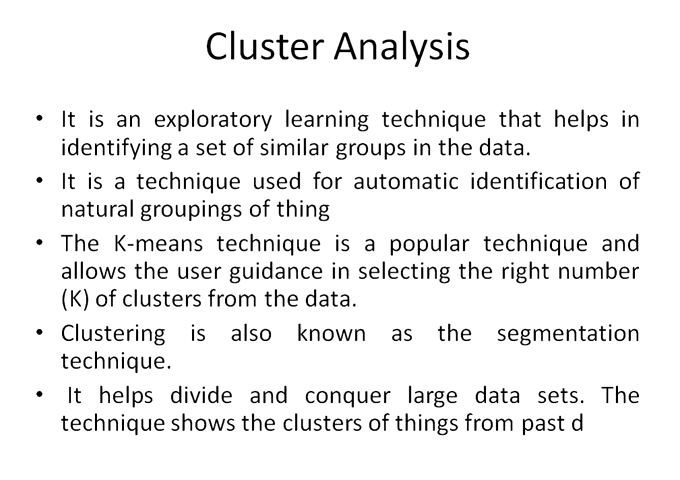 Cluster Analysis
• It is an exploratory learning technique that helps in
identifying a set of similar groups in the data.
• It is a technique used for automatic identification of
natural groupings of thing
• The K-means technique is a popular technique and
allows the user guidance in selecting the right number
(K) of clusters from the data.
• Clustering is also known as the segmentation
technique.
• It helps divide and conquer large data sets. The
technique shows the clusters of things from past d